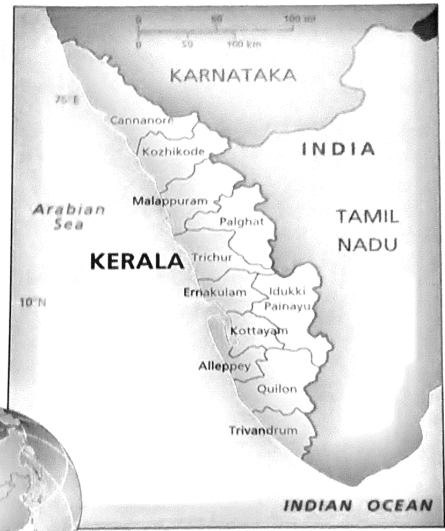 0 50 100 mi
0 50 100 km
KARNATAKA
75°E
Cannanore
Kozhikode
INDIA
Malappuram
Arabian
Sea
Palghat
TAMIL
NADU
KERALA
Trichur
Ernakulam
Idukki
Painayu
10°N
Kottayam
Alleppey
Quilon
Trivandrum
INDIAN OCEAN